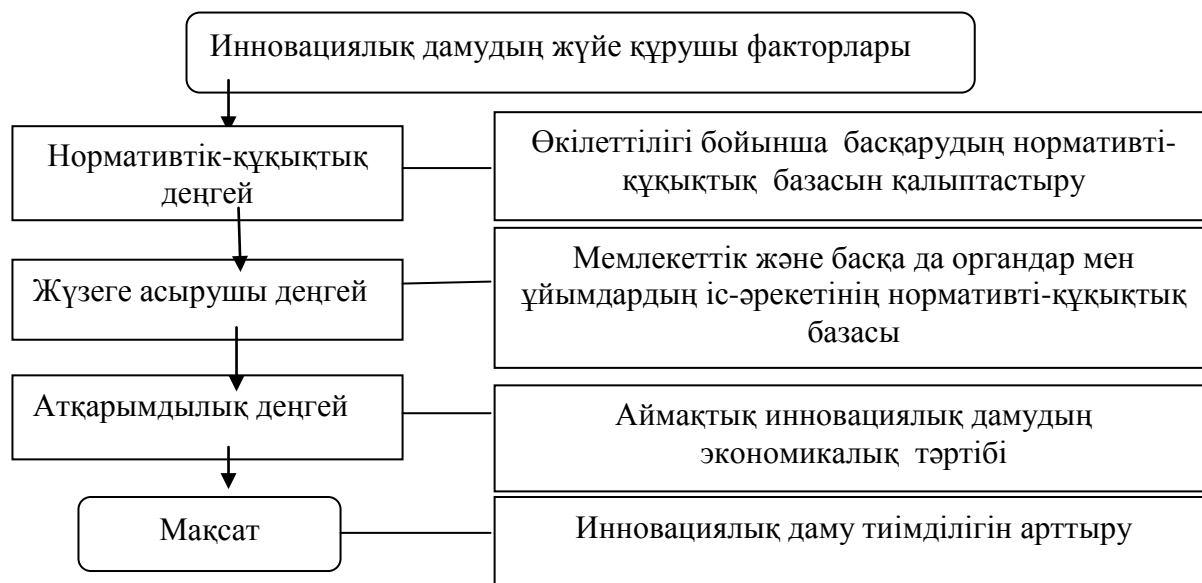 Инновациялық дамудың жүйе құрушы факторлары
Нормативтік-құқықтық
деңгей
Өкілеттілігі бойынша басқарудың нормативті-
құқықтық базасын қалыптастыру
Жүзеге асырушы деңгей
Мемлекеттік және басқа да органдар мен
ұйымдардың іс-әрекетінің нормативті-құқықтық
базасы
Атқарымдылық деңгей
Аймақтық инновациялық дамудың
экономикалық тәртібі
Мақсат
Инновациялық даму тиімділігін арттыру